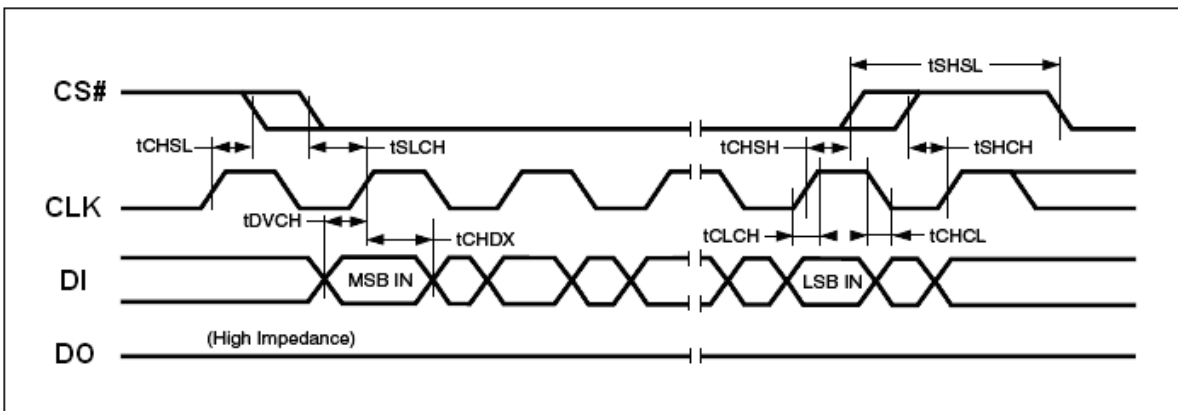 tSHSL
CS#
tCHSL
tSLCH
tCHSH
tSHCH
CLK
tDVCH
tCHDX
tCLCH
tCHCL
DI
MSB IN
LSB IN
(High Impedance)
DO